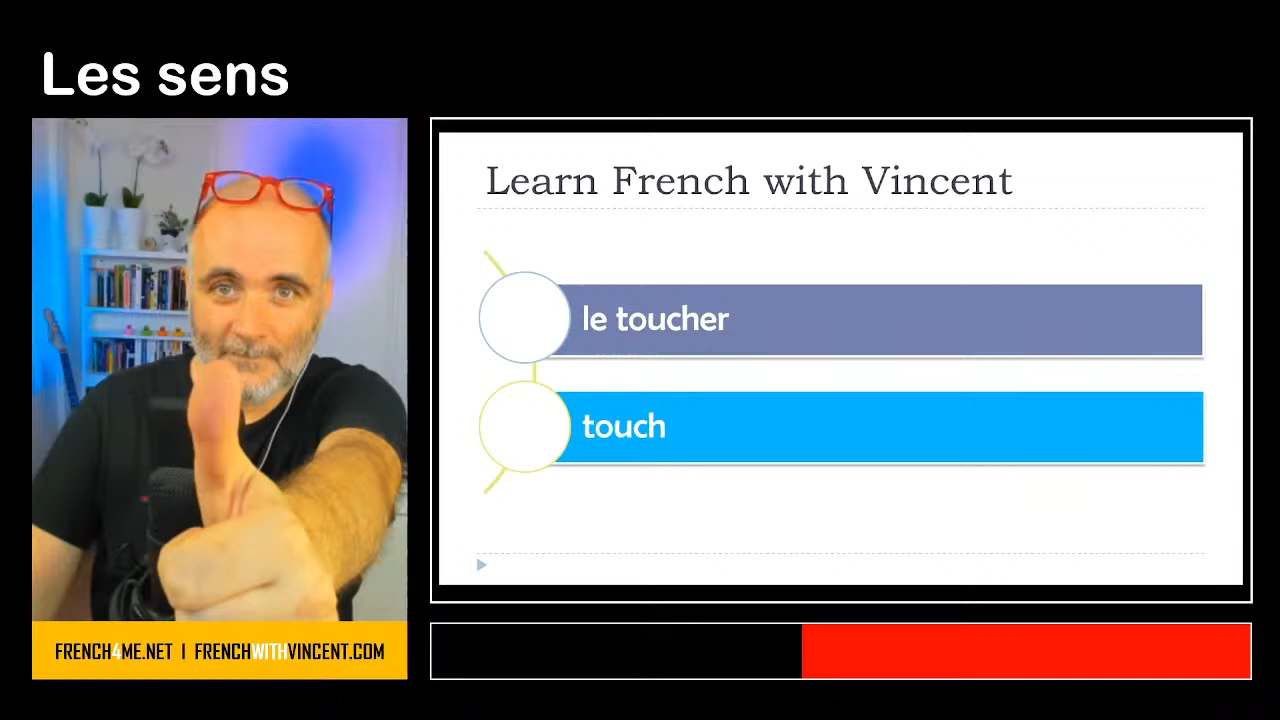 Les sens
Learn French with Vincent
le toucher
touch
FRENCH4ME.NET | FRENCHWITHVINCENT.COM